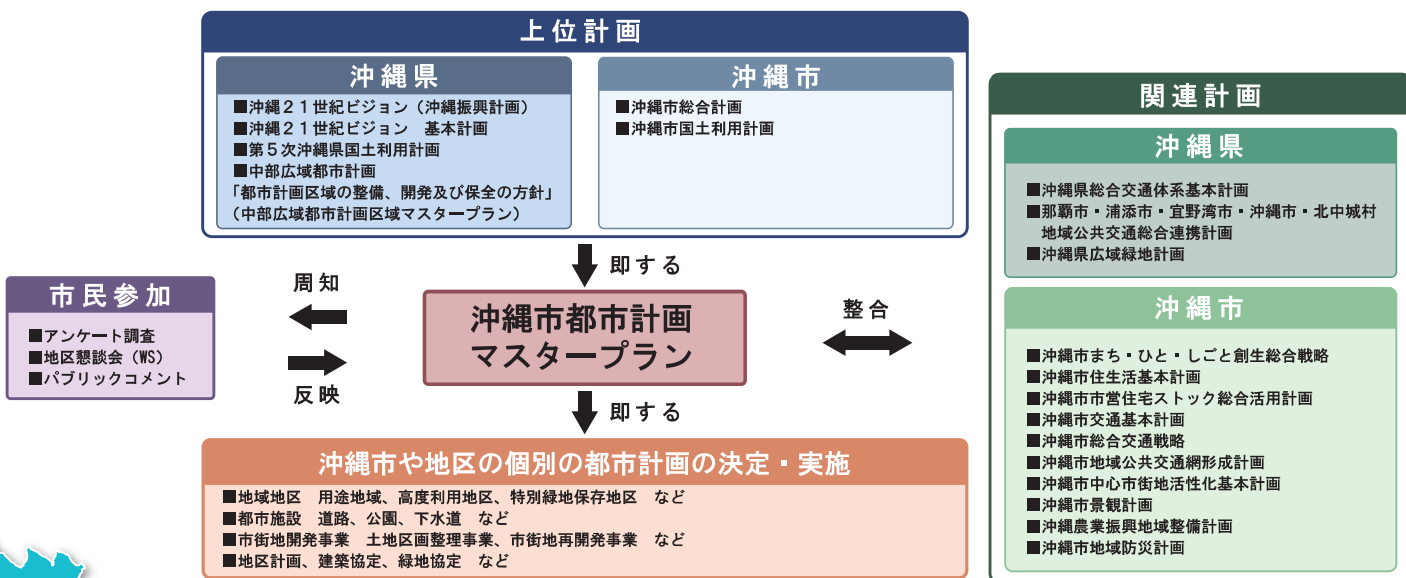 上位計画
沖縄県
■沖縄21世紀ビジョン（沖縄振興計画）
■沖縄21世紀ビジョン　基本計画
■第5次沖縄県国土利用計画
■中部広域都市計画
「都市計画区域の整備、開発及び保全の方針」
（中部広域都市計画区域マスタープラン）
沖縄市
■沖縄市総合計画
■沖縄市国土利用計画
即する
市民参加
■アンケート調査
■地区懇談会（WS）
■パブリックコメント
周知
反映
沖縄市都市計画
マスタープラン
整合
即する
沖縄市や地区の個別の都市計画の決定・実施
■地域地区　用途地域、高度利用地区、特別緑地保存地区　など
■都市施設　道路、公園、下水道　など
■市街地開発事業　土地区画整理事業、市街地再開発事業　など
■地区計画、建築協定、緑地協定　など
関連計画
沖縄県
■沖縄県総合交通体系基本計画
■那覇市・浦添市・宜野湾市・沖縄市・北中城村
地域公共交通総合連携計画
■沖縄県広域緑地計画
沖縄市
■沖縄市まち・ひと・しごと創生総合戦略
■沖縄市住生活基本計画
■沖縄市市営住宅ストック総合活用計画
■沖縄市交通基本計画
■沖縄市総合交通戦略
■沖縄市地域公共交通網形成計画
■沖縄市中心市街地活性化基本計画
■沖縄市景観計画
■沖縄農業振興地域整備計画
■沖縄市地域防災計画